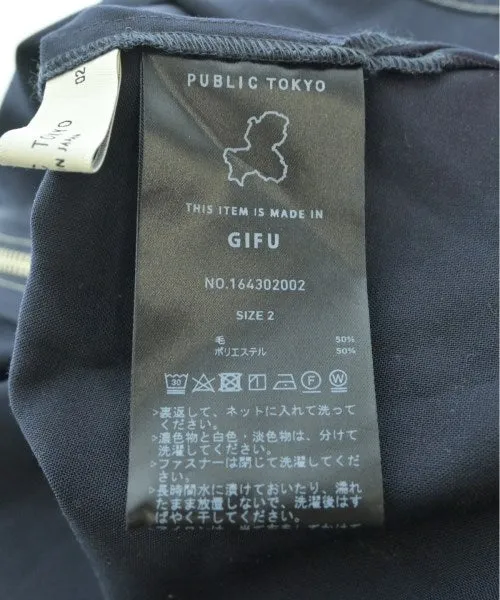 PUBLIC TOKYO
THIS ITEM IS MADE IN
GIFU
NO.164302002
SIZE 2
毛 50%
ポリエステル 50%
30 F W
>裏返して、ネットに入れて洗って
ください。
>濃色物と白色・淡色物は、分けて
洗濯してください。
>ファスナーは閉じて洗濯してく
ださい。
>長時間水に漬けておいたり、濡れ
たまま放置しないで、洗濯後はす
ばやく干してください。
02
TOKYO
N JAPAN